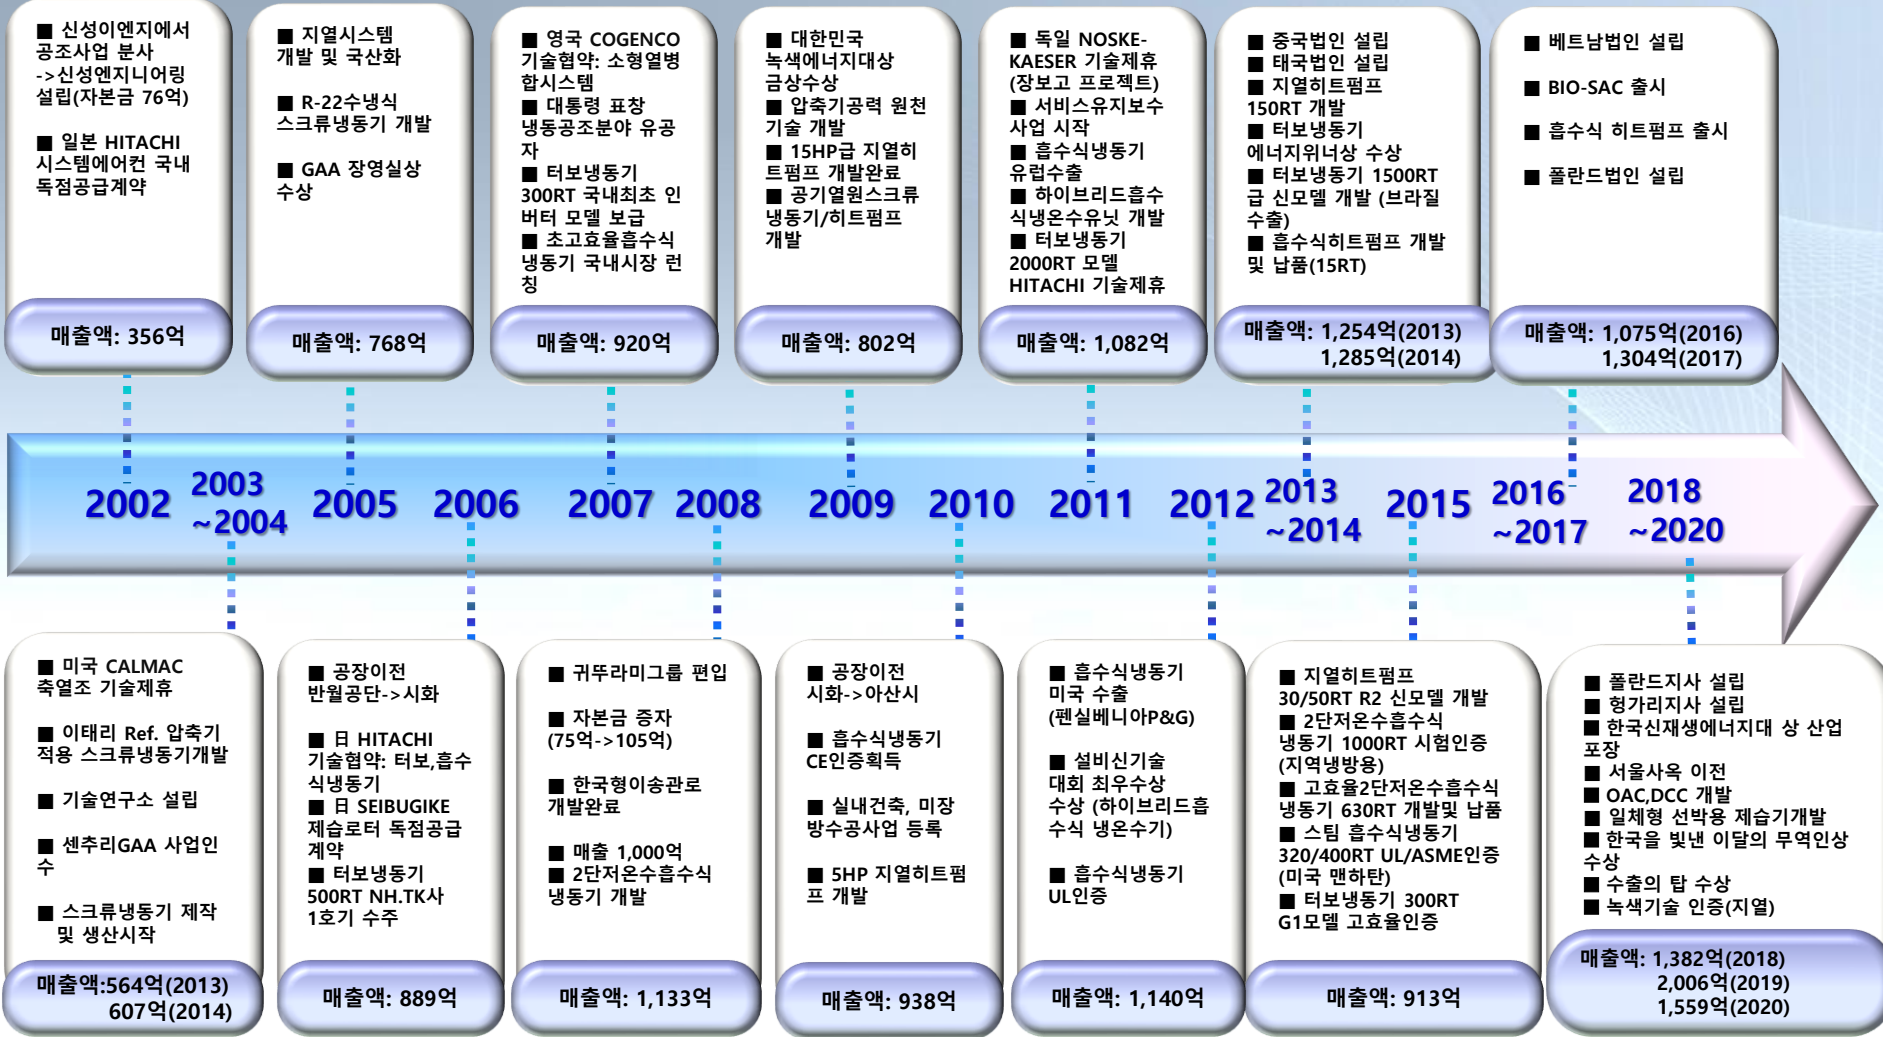 ■ 신성이엔지에서
공조사업 분사
->신성엔지니어링
설립(자본금 76억)
■ 일본 HITACHI
시스템에어컨 국내
독점공급계약
매출액: 356억
■ 지열시스템
개발 및 국산화
■ R-22수냉식
스크류냉동기 개발
■ GAA 장영실상
수상
매출액: 768억
■ 영국 COGENCO
기술협약: 소형열병
합시스템
■ 대통령 표창
냉동공조분야 유공
자
■ 터보냉동기
300RT 국내최초 인
버터 모델 보급
■ 초고효율흡수식
냉동기 국내시장 런
칭
매출액: 920억
■ 대한민국
녹색에너지대상
금상수상
■ 압축기공력 원천
기술 개발
■ 15HP급 지열히
트펌프 개발완료
■ 공기열원스크류
냉동기/히트펌프
개발
매출액: 802억
■ 독일 NOSKE-
KAESER 기술제휴
(장보고 프로젝트)
■ 서비스유지보수
사업 시작
■ 흡수식냉동기
유럽수출
■ 하이브리드흡수
식냉온수유닛 개발
■ 터보냉동기
2000RT 모델
HITACHI 기술제휴
매출액: 1,082억
■ 중국법인 설립
■ 태국법인 설립
■ 지열히트펌프
150RT 개발
■ 터보냉동기
에너지위너상 수상
■ 터보냉동기 1500RT
급 신모델 개발 (브라질
수출)
■ 흡수식히트펌프 개발
및 납품(15RT)
매출액: 1,254억(2013)
1,285억(2014)
■ 베트남법인 설립
■ BIO-SAC 출시
■ 흡수식 히트펌프 출시
■ 폴란드법인 설립
매출액: 1,075억(2016)
1,304억(2017)
2002
2003
~2004
2005
2006
2007
2008
2009
2010
2011
2012
2013
~2014
2015
2016
~2017
2018
~2020
■ 미국 CALMAC
축열조 기술제휴
■ 이태리 Ref. 압축기
적용 스크류냉동기개발
■ 기술연구소 설립
■ 센추리GAA 사업인
수
■ 스크류냉동기 제작
및 생산시작
매출액:564억(2013)
607억(2014)
■ 공장이전
반월공단->시화
■ 日 HITACHI
기술협약: 터보,흡수
식냉동기
■ 日 SEIBUGIKE
제습로터 독점공급
계약
■ 터보냉동기
500RT NH.TK사
1호기 수주
매출액: 889억
■ 귀뚜라미그룹 편입
■ 자본금 증자
(75억->105억)
■ 한국형이송관로
개발완료
■ 매출 1,000억
■ 2단저온수흡수식
냉동기 개발
매출액: 1,133억
■ 공장이전
시화->아산시
■ 흡수식냉동기
CE인증획득
■ 실내건축, 미장
방수공사업 등록
■ 5HP 지열히트펌
프 개발
매출액: 938억
■ 흡수식냉동기
미국 수출
(펜실베니아P&G)
■ 설비신기술
대회 최우수상
수상 (하이브리드흡
수식 냉온수기)
■ 흡수식냉동기
UL인증
매출액: 1,140억
■ 지열히트펌프
30/50RT R2 신모델 개발
■ 2단저온수흡수식
냉동기 1000RT 시험인증
(지역냉방용)
■ 고효율2단저온수흡수식
냉동기 630RT 개발및 납품
■ 스팀 흡수식냉동기
320/400RT UL/ASME인증
(미국 맨하탄)
■ 터보냉동기 300RT
G1모델 고효율인증
매출액: 913억
■ 폴란드지사 설립
■ 헝가리지사 설립
■ 한국신재생에너지대 상 산업
포장
■ 서울사옥 이전
■ OAC,DCC 개발
■ 일체형 선박용 제습기개발
■ 한국을 빛낸 이달의 무역인상
수상
■ 수출의 탑 수상
■ 녹색기술 인증(지열)
매출액: 1,382억(2018)
2,006억(2019)
1,559억(2020)